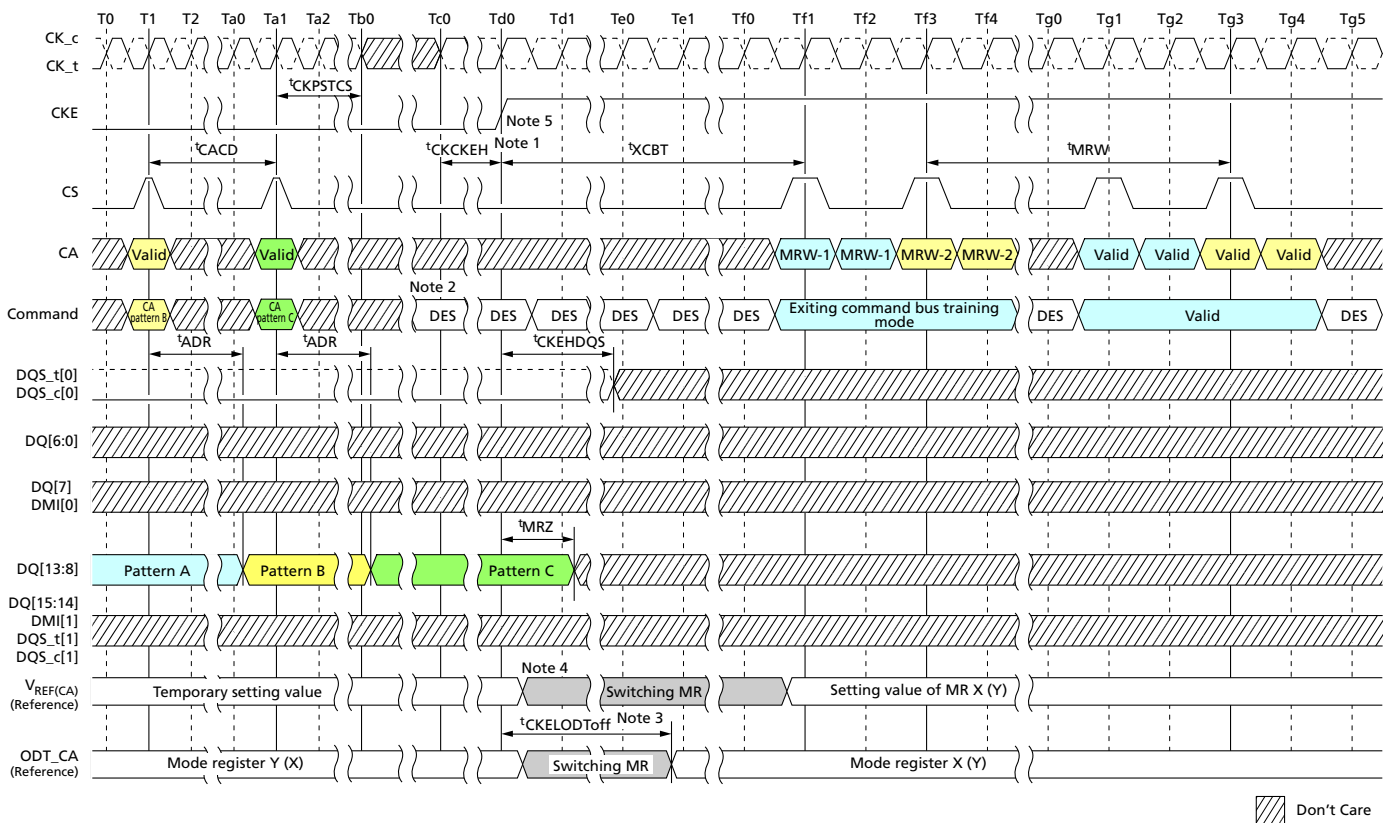 T0 T1 T2 Ta0 Ta1 Ta2 Tb0 Tc0 Td0 Td1 Te0 Te1 Tf0 Tf1 Tf2 Tf3 Tf4 Tg0 Tg1 Tg2 Tg3 Tg4 Tg5
CK_c
CK_t
tCKPSTCS
CKE
Note 5
Note 1
tCACD tCKCKEH tXCBT tMRW
CS
CA Valid Valid MRW-1 MRW-1 MRW-2 MRW-2 Valid Valid Valid Valid
Note 2
Command CA pattern B CA pattern C DES DES DES DES DES Exiting command bus training mode DES Valid DES
tADR tADR tCKEHDQS
DQS_t[0]
DQS_c[0]
DQ[6:0]
DQ[7]
DMI[0]
tMRZ
DQ[13:8] Pattern A Pattern B Pattern C
DQ[15:14]
DMI[1]
DQS_t[1]
DQS_c[1]
Note 4
VREF(CA) Temporary setting value Switching MR Setting value of MR X (Y)
(Reference)
tCKELODToff Note 3
ODT_CA Mode register Y (X) Switching MR Mode register X (Y)
(Reference)
Don't Care